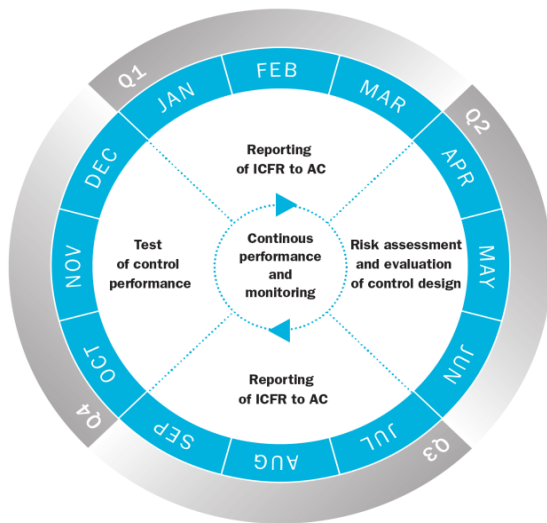 Q1
JAN
FEB
MAR
Q2
APR
MAY
JUN
Q3
JUL
AUG
SEP
Q4
OCT
NOV
DEC
Reporting
of ICFR to AC
Test
of control
performance
Continous
performance
and
monitoring
Risk assessment
and evaluation
of control design
Reporting
of ICFR to AC